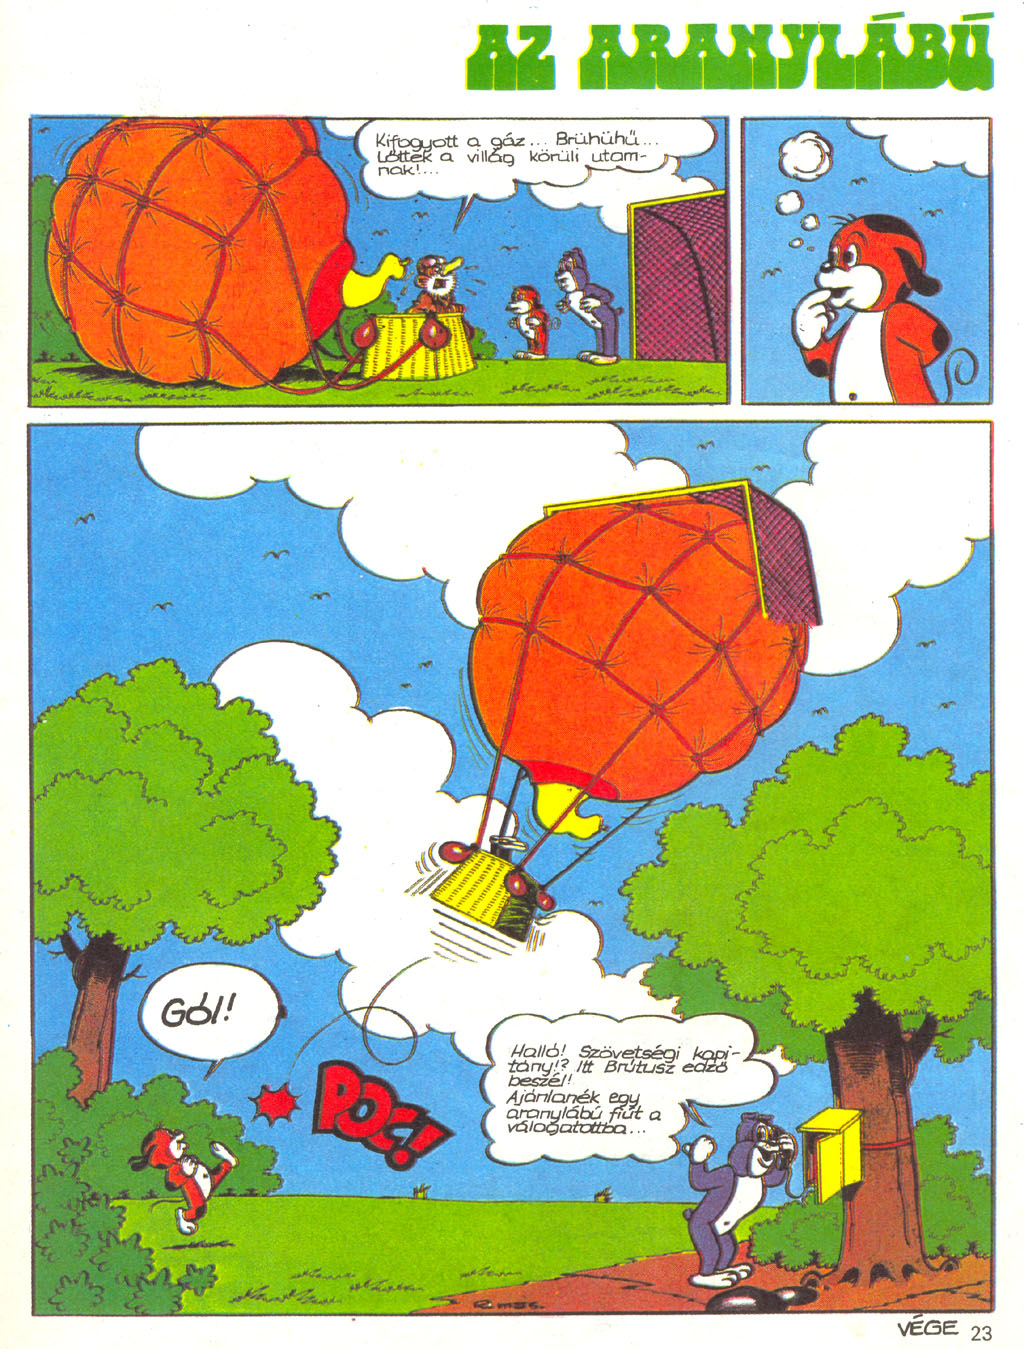 AZ ARANYLÁBÚ
Kifogyott a gáz... Brühühű...
Lőttek a világ körüli utam-
nak!...
Gól!
POC!
Halló! Szövetségi kapi-
tány!? Itt Brútusz edző
beszél!
Ajánlanék egy
aranylábú fiút a
válogatottba...
R. mas.
VÉGE 23